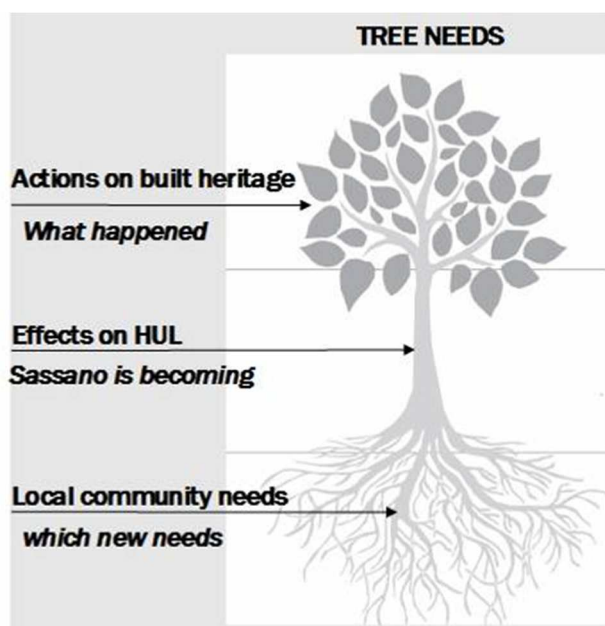 TREE NEEDS
Actions on built heritage
What happened
Effects on HUL
Sassano is becoming
Local community needs
which new needs